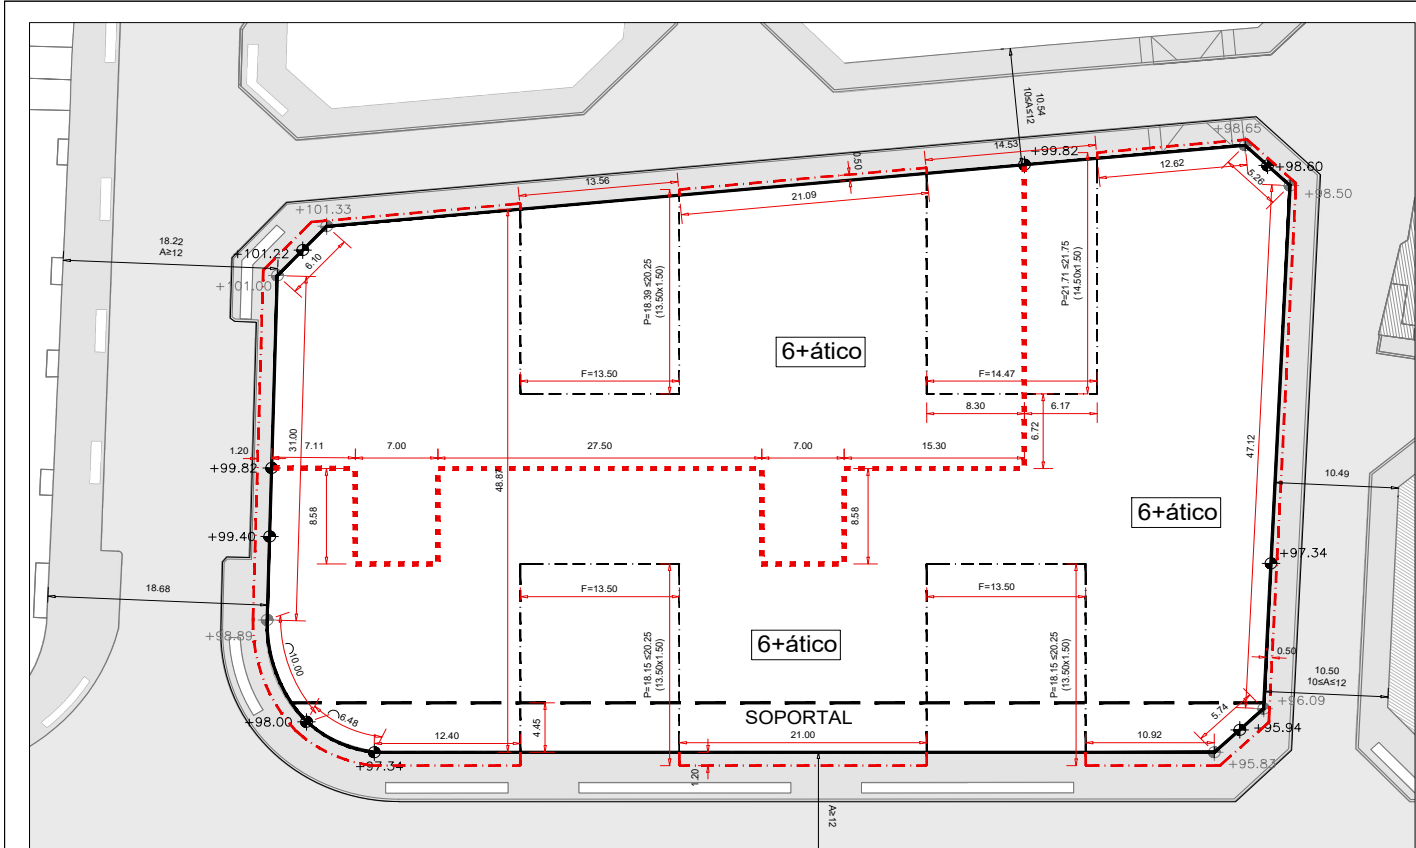 10.54
10≤A≤12
+98.65
+99.82
14.53
0.50
+98.60
12.62
5.26
+98.50
13.56
21.09
+101.33
18.22
A≥12
+101.22
6.10
+101.00
P=18.39 ≤20.25
(13.50x1.50)
P=21.71 ≤21.75
(14.50x1.50)
6+ático
F=13.50
F=14.47
8.30
6.17
6.72
31.00
47.12
1.20
7.11
7.00
27.50
7.00
15.30
+99.82
48.87
10.49
8.58
8.58
6+ático
+99.40
+97.34
18.68
F=13.50
F=13.50
+98.89
10.00
6+ático
P=18.15 ≤20.25
(13.50x1.50)
P=18.15 ≤20.25
(13.50x1.50)
0.50
10.50
10≤A≤12
+96.09
5.74
+98.00
6.48
SOPORTAL
4.45
+95.94
12.40
21.00
10.92
+97.34
+95.83
1.20
A≥12